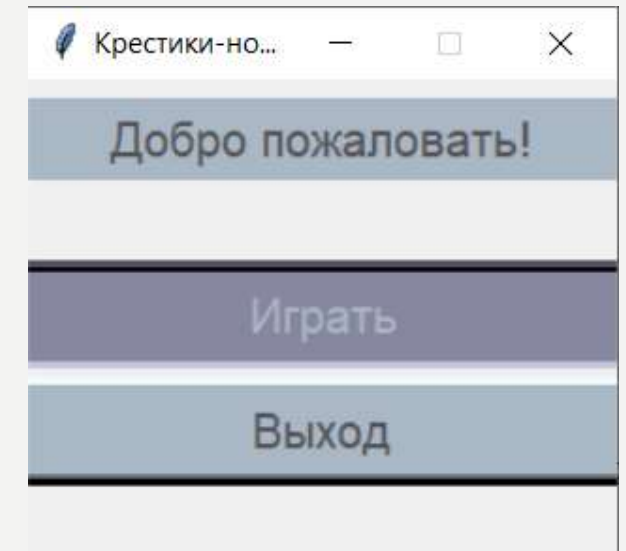 Крестики-но...
Добро пожаловать!
Играть
Выход